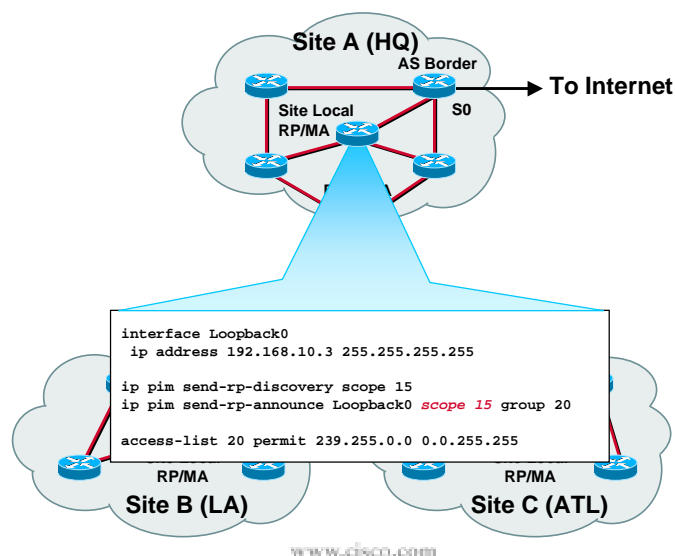 Site A (HQ)
AS Border
To Internet
S0
Site Local
RP/MA
interface Loopback0
ip address 192.168.10.3 255.255.255.255
ip pim send-rp-discovery scope 15
ip pim send-rp-announce Loopback0 scope 15 group 20
access-list 20 permit 239.255.0.0 0.0.255.255
RP/MA
RP/MA
Site B (LA)
Site C (ATL)
www.cisco.com